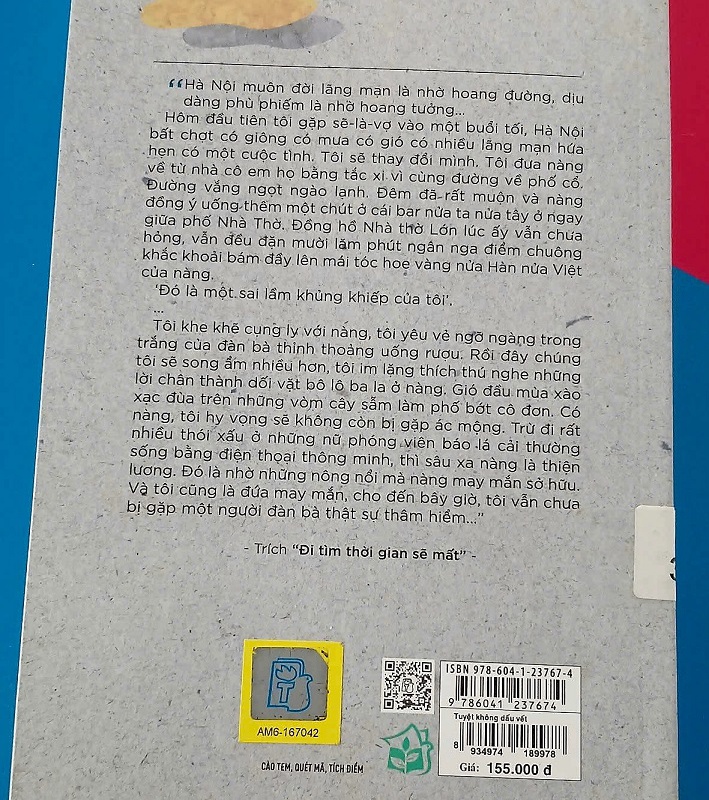 “Hà Nội muôn đời lãng mạn là nhờ hoang đường, dịu
dàng phù phiếm là nhờ hoang tưởng...
Hôm đầu tiên tôi gặp sẽ-là-vợ vào một buổi tối, Hà Nội
bất chợt có giông có mưa có gió có nhiều lãng mạn hứa
hẹn có một cuộc tình. Tôi sẽ thay đổi mình. Tôi đưa nàng
về từ nhà cô em họ bằng tắc xi vì cùng đường về phố cổ.
Đường vắng ngọt ngào lạnh. Đêm đã rất muộn và nàng
đồng ý uống thêm một chút ở cái bar nửa ta nửa tây ở ngay
giữa phố Nhà Thờ. Đồng hồ Nhà thờ Lớn lúc ấy vẫn chưa
hỏng, vẫn đều đặn mười lăm phút ngân nga điểm chuông
khắc khoải bám đầy lên mái tóc hoe vàng nửa Hàn nửa Việt
của nàng.
‘Đó là một sai lầm khủng khiếp của tôi’.
...
Tôi khe khẽ cụng ly với nàng, tôi yêu vẻ ngỡ ngàng trong
trắng của đàn bà thỉnh thoảng uống rượu. Rồi đây chúng
tôi sẽ song ẩm nhiều hơn, tôi im lặng thích thú nghe những
lời chân thành dối vặt bô lô ba la ở nàng. Gió đầu mùa xào
xạc đùa trên những vòm cây sẫm làm phố bớt cô đơn. Có
nàng, tôi hy vọng sẽ không còn bị gặp ác mộng. Trừ đi rất
nhiều thói xấu ở những nữ phóng viên báo lá cải thường
sống bằng điện thoại thông minh, thì sâu xa nàng là thiện
lương. Đó là nhờ những nông nổi mà nàng may mắn sở hữu.
Và tôi cũng là đứa may mắn, cho đến bây giờ, tôi vẫn chưa
bị gặp một người đàn bà thật sự thâm hiểm...”
- Trích “Đi tìm thời gian sẽ mất” -
ISBN 978-604-1-23767-4
9 786041 237674
Tuyệt không dấu vết
8 934974 189978
Giá: 155.000 đ
T
AM6-167042
CÀO TEM, QUÉT MÃ, TÍCH ĐIỂM